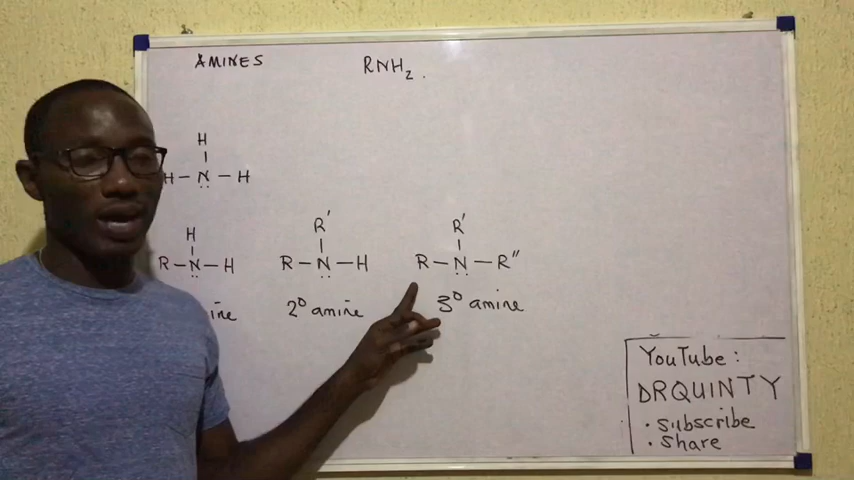 AMINES
RNH2.
H
H – N – H
H
R – N – H
R'
R – N – H
R'
R – N – R"
2° amine
3° amine
YouTube:
DRQUINTY
• subscribe
• share